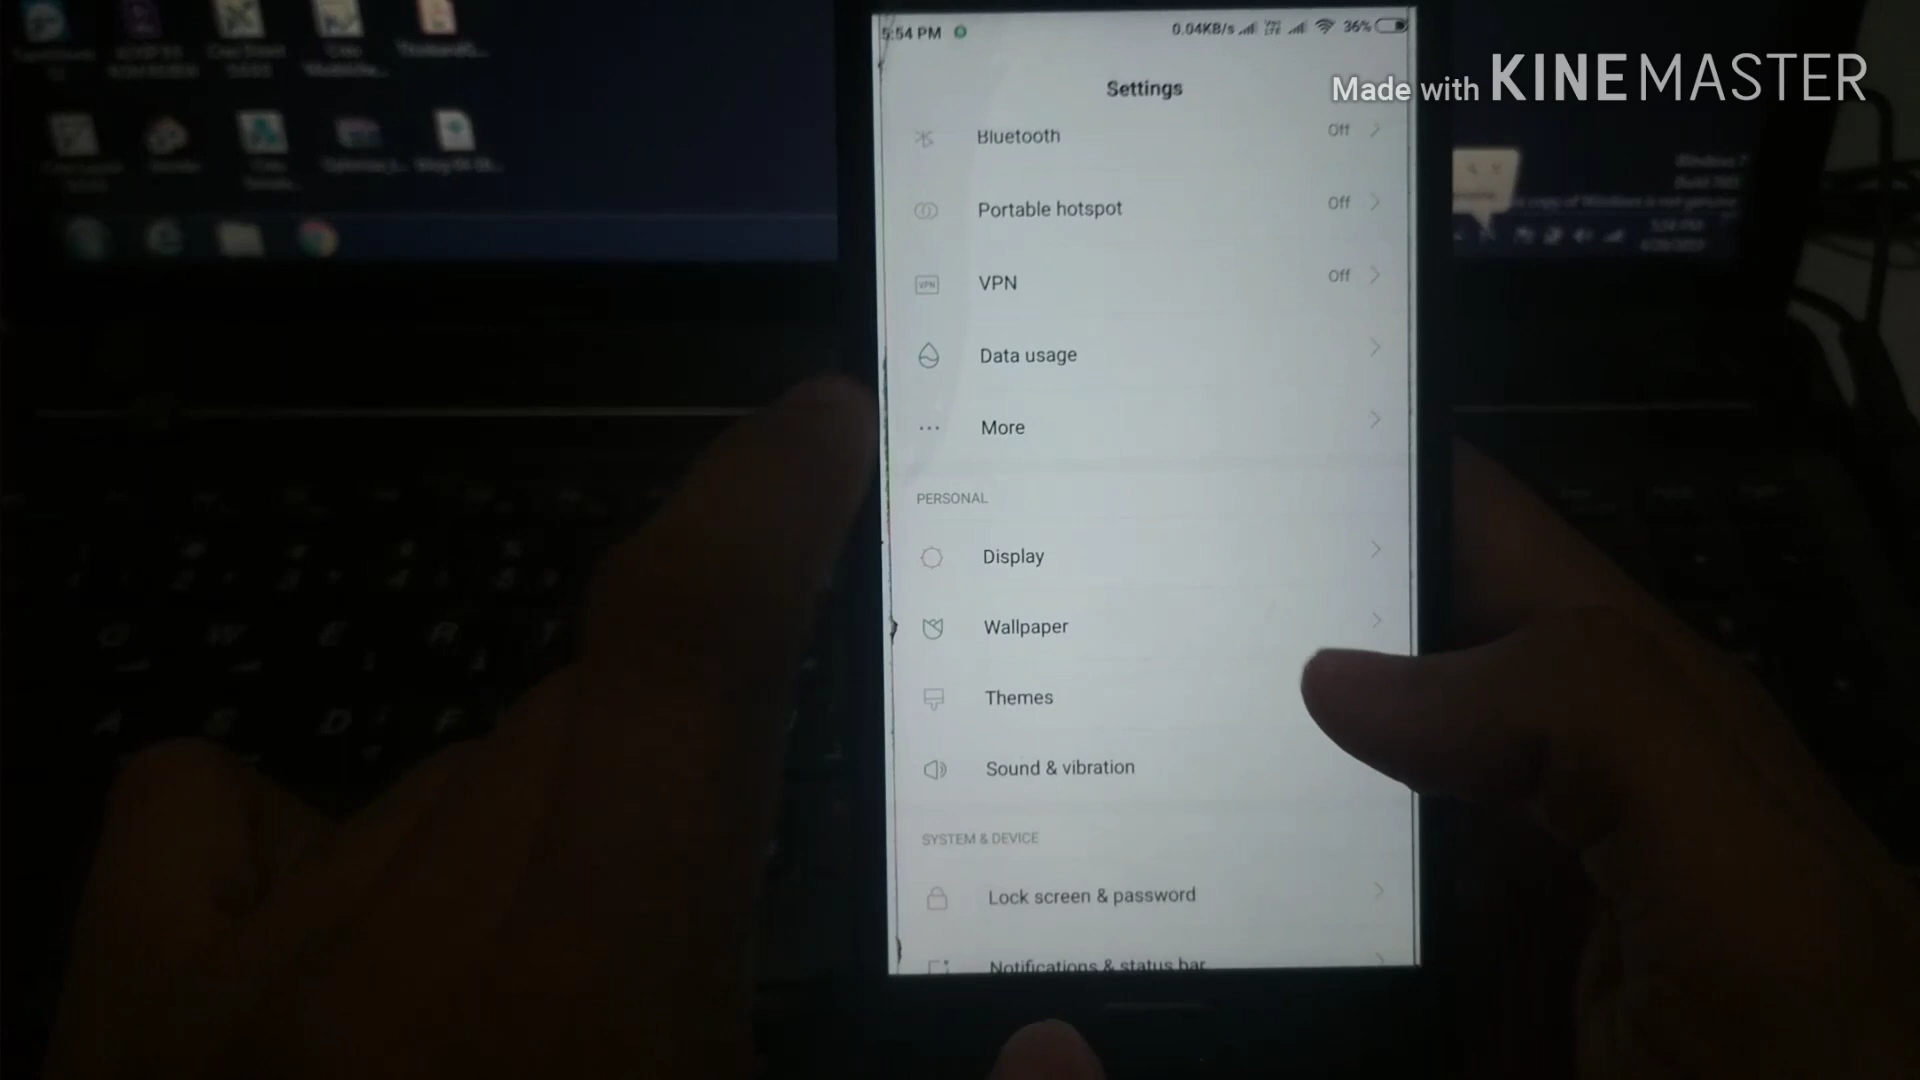 5:54 PM 0.04KB/s 36%
Made with KINEMASTER
Settings
Bluetooth Off
Portable hotspot Off
VPN VPN Off
Data usage
More
PERSONAL
Display
Wallpaper
Themes
Sound & vibration
SYSTEM & DEVICE
Lock screen & password
Notifications & status bar